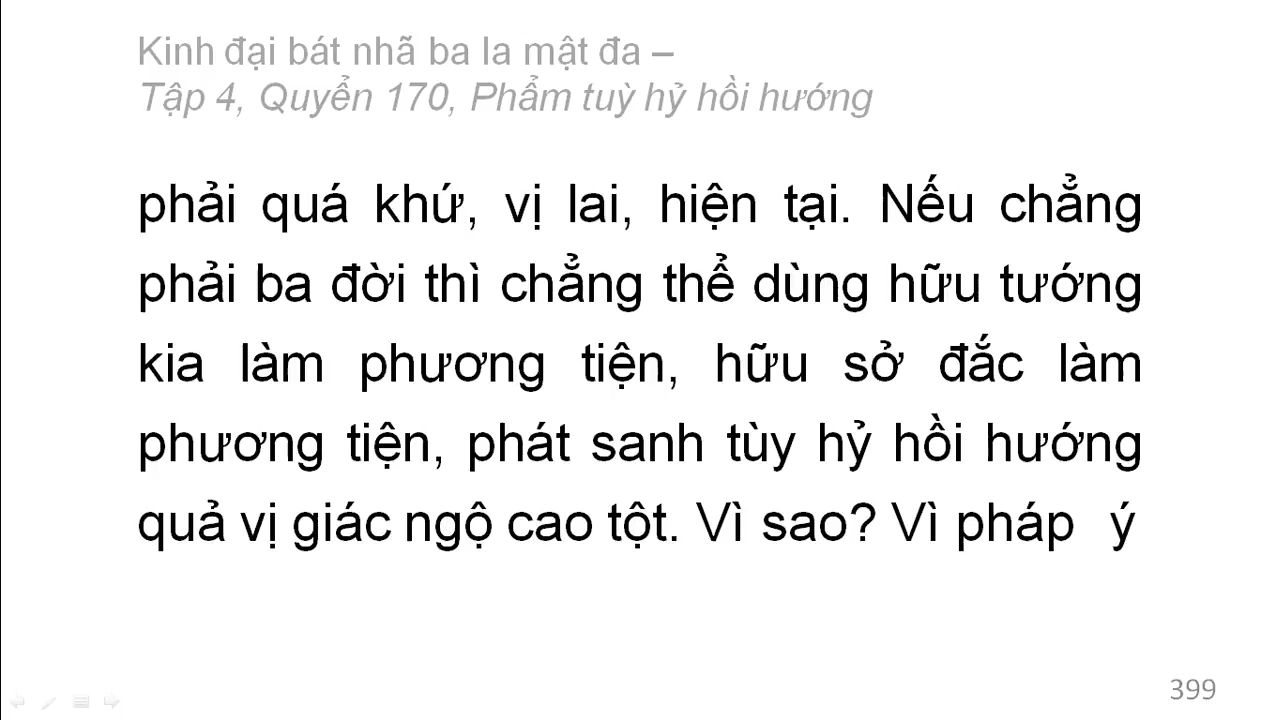 Kinh đại bát nhã ba la mật đa –
Tập 4, Quyển 170, Phẩm tuỳ hỷ hồi hướng
phải quá khứ, vị lai, hiện tại. Nếu chẳng
phải ba đời thì chẳng thể dùng hữu tướng
kia làm phương tiện, hữu sở đắc làm
phương tiện, phát sanh tùy hỷ hồi hướng
quả vị giác ngộ cao tột. Vì sao? Vì pháp ý
399